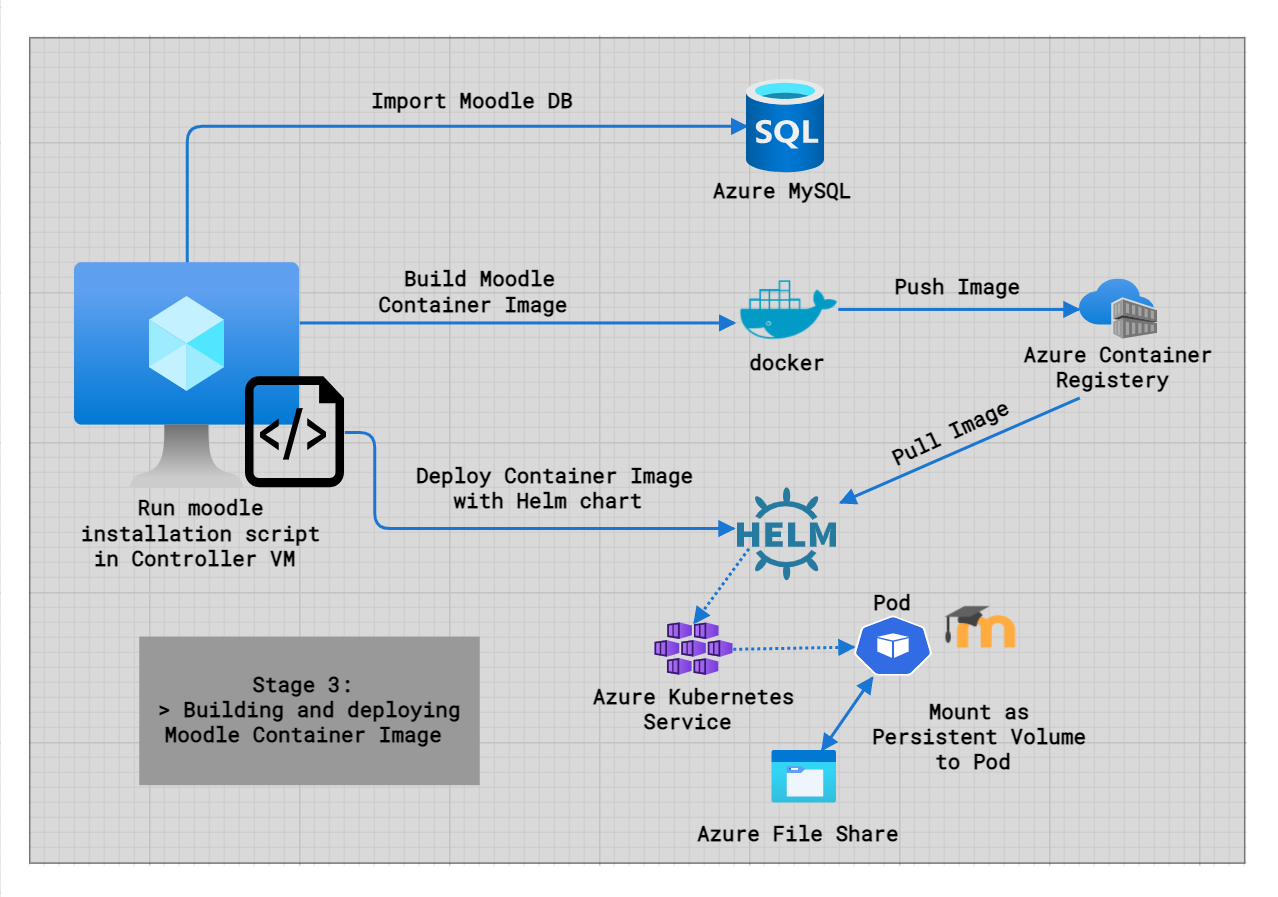 Import Moodle DB
SQL
Azure MySQL
Build Moodle
Container Image
docker
Push Image
Azure Container
Registery
Pull Image
</>
Run moodle
installation script
in Controller VM
Deploy Container Image
with Helm chart
HELM
Azure Kubernetes
Service
Pod
m
Mount as
Persistent Volume
to Pod
Azure File Share
Stage 3:
> Building and deploying
Moodle Container Image